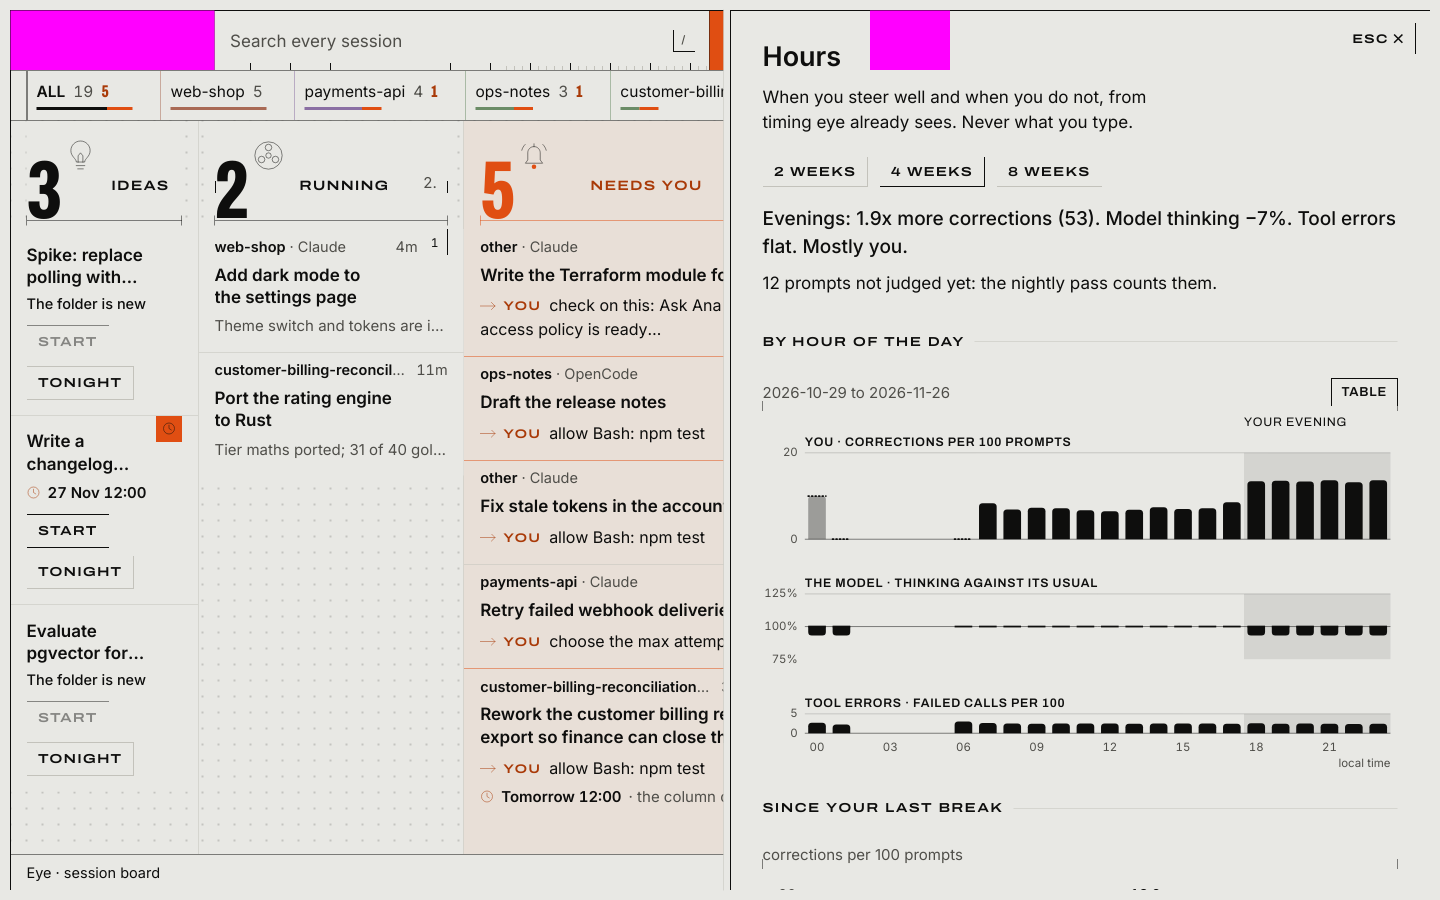 Search every session /
ALL 19 5 web-shop 5 payments-api 4 1 ops-notes 3 1 customer-billin
3 IDEAS
Spike: replace
polling with...
The folder is new
START
TONIGHT
Write a
changelog...
27 Nov 12:00
START
TONIGHT
Evaluate
pgvector for...
The folder is new
START
TONIGHT
2 RUNNING 2.
web-shop · Claude 4m 1
Add dark mode to
the settings page
Theme switch and tokens are i...
customer-billing-reconcil... 11m
Port the rating engine
to Rust
Tier maths ported; 31 of 40 gol...
5 NEEDS YOU
other · Claude
Write the Terraform module fo
→ YOU check on this: Ask Ana
access policy is ready...
ops-notes · OpenCode
Draft the release notes
→ YOU allow Bash: npm test
other · Claude
Fix stale tokens in the accoun
→ YOU allow Bash: npm test
payments-api · Claude
Retry failed webhook deliverie
→ YOU choose the max attemp
customer-billing-reconciliation...
Rework the customer billing re
export so finance can close th
→ YOU allow Bash: npm test
Tomorrow 12:00 · the column
Eye · session board
ESC ×
Hours
When you steer well and when you do not, from
timing eye already sees. Never what you type.
2 WEEKS 4 WEEKS 8 WEEKS
Evenings: 1.9x more corrections (53). Model thinking −7%. Tool errors
flat. Mostly you.
12 prompts not judged yet: the nightly pass counts them.
BY HOUR OF THE DAY
2026-10-29 to 2026-11-26 TABLE
YOUR EVENING
YOU · CORRECTIONS PER 100 PROMPTS
20
0
THE MODEL · THINKING AGAINST ITS USUAL
125%
100%
75%
TOOL ERRORS · FAILED CALLS PER 100
5
0
00 03 06 09 12 15 18 21
local time
SINCE YOUR LAST BREAK
corrections per 100 prompts